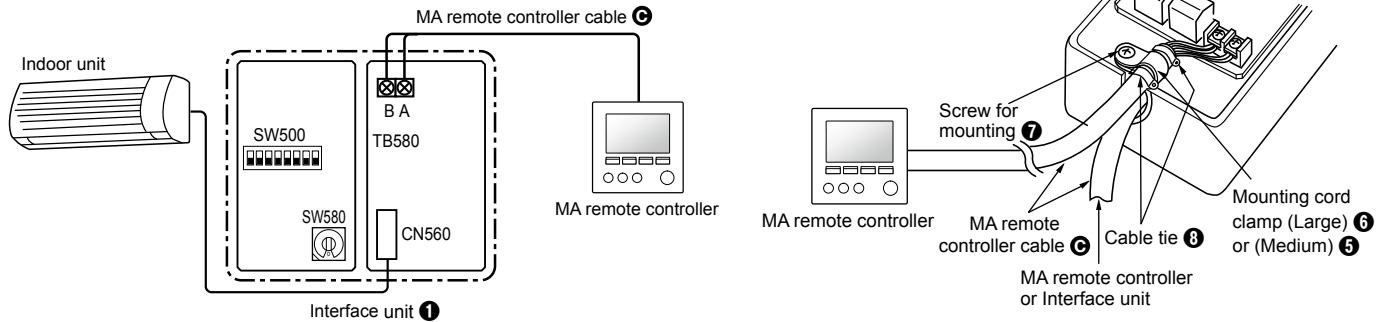 MA remote controller cable C
Indoor unit
B A
SW500
TB580
SW580
CN560
MA remote controller
Interface unit 1
Screw for
mounting 7
MA remote controller
MA remote
controller cable C
Cable tie 8
MA remote controller
or Interface unit
Mounting cord
clamp (Large) 6
or (Medium) 5